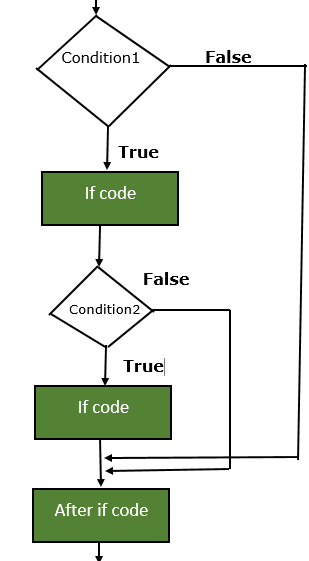 Condition1
False
True
If code
False
Condition2
True
If code
After if code